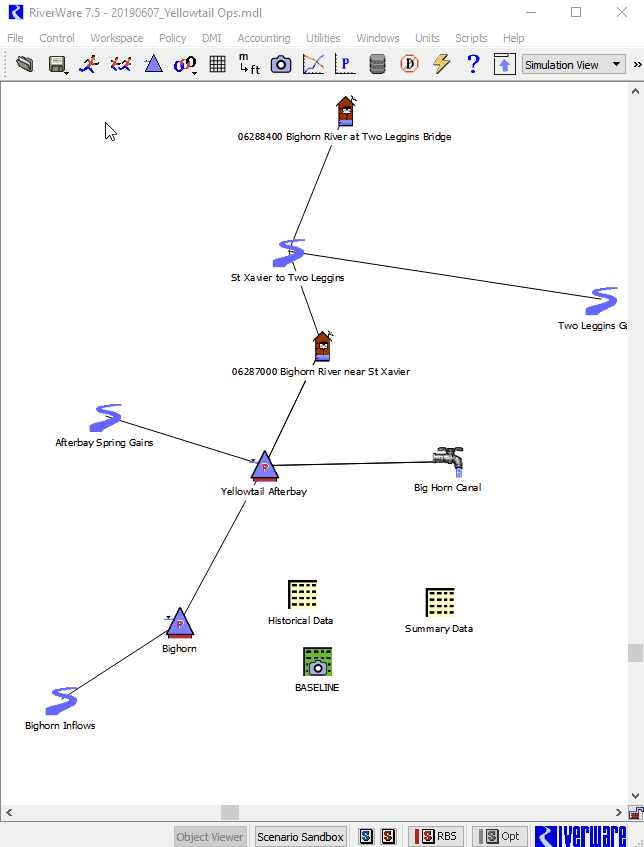 RiverWare 7.5 - 20190607_Yellowtail Ops.mdl
File Control Workspace Policy DMI Accounting Utilities Windows Units Scripts Help
m
ft
P
D
?
Simulation View
»
06288400 Bighorn River at Two Leggins Bridge
St Xavier to Two Leggins
Two Leggins G
06287000 Bighorn River near St Xavier
Afterbay Spring Gains
P
Yellowtail Afterbay
Big Horn Canal
Historical Data
Summary Data
P
Bighorn
BASELINE
Bighorn Inflows
Object Viewer Scenario Sandbox S S S RBS S Opt RIVERWARE